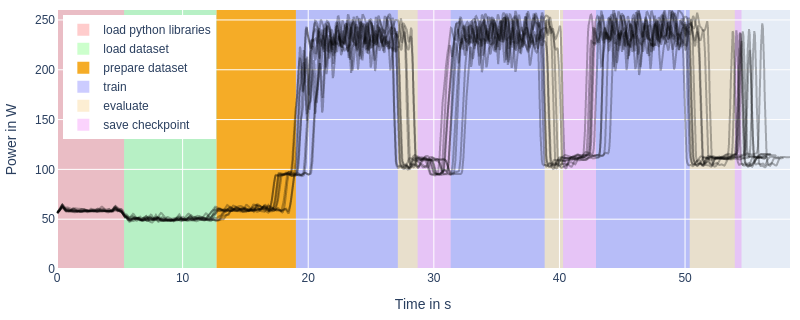 250
200
150
100
50
0
Power in W
load python libraries
load dataset
prepare dataset
train
evaluate
save checkpoint
0 10 20 30 40 50
Time in s